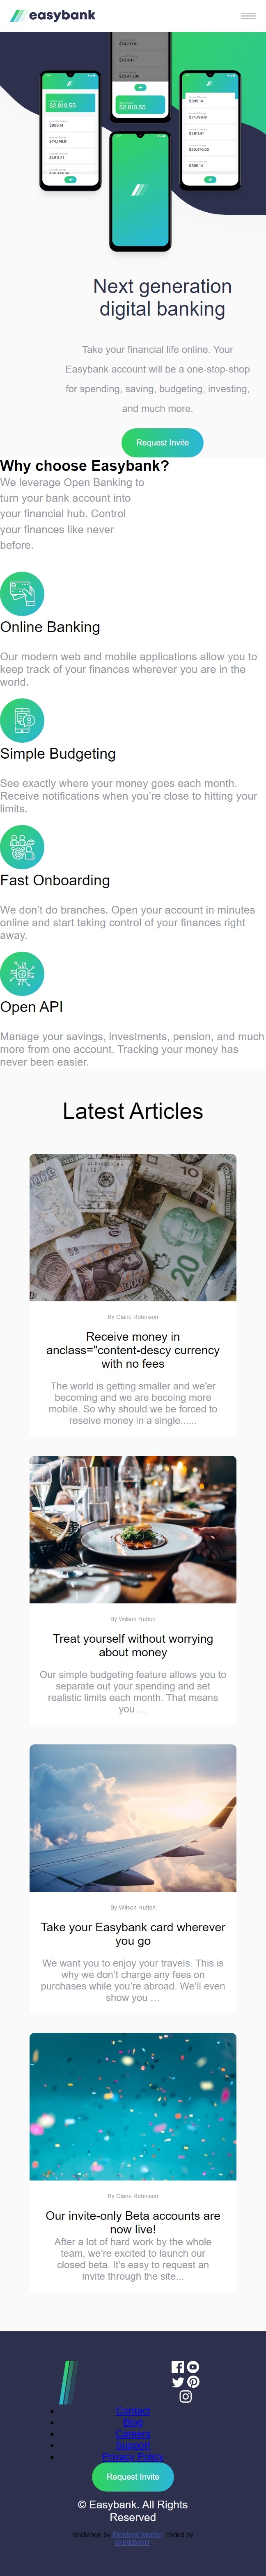 easybank
$2,810.55
$2,810.55
Next generation
digital banking
Take your financial life online. Your
Easybank account will be a one-stop-shop
for spending, saving, budgeting, investing,
and much more.
Request Invite
Why choose Easybank?
We leverage Open Banking to
turn your bank account into
your financial hub. Control
your finances like never
before.
Online Banking
Our modern web and mobile applications allow you to
keep track of your finances wherever you are in the
world.
Simple Budgeting
See exactly where your money goes each month.
Receive notifications when you’re close to hitting your
limits.
Fast Onboarding
We don’t do branches. Open your account in minutes
online and start taking control of your finances right
away.
Open API
Manage your savings, investments, pension, and much
more from one account. Tracking your money has
never been easier.
Latest Articles
By Claire Robinson
Receive money in
anclass="content-descy currency
with no fees
The world is getting smaller and we'er
becoming and we are becoing more
mobile. So why should we be forced to
reseive money in a single......
By Wilson Hutton
Treat yourself without worrying
about money
Our simple budgeting feature allows you to
separate out your spending and set
realistic limits each month. That means
you …
By Wilson Hutton
Take your Easybank card wherever
you go
We want you to enjoy your travels. This is
why we don’t charge any fees on
purchases while you’re abroad. We’ll even
show you …
By Claire Robinson
Our invite-only Beta accounts are
now live!
After a lot of hard work by the whole
team, we’re excited to launch our
closed beta. It's easy to request an
invite through the site...
Contact
Blog
Careers
Support
Privacy Policy
Request Invite
© Easybank. All Rights
Reserved
challenge by Frontend Mentor. coded by